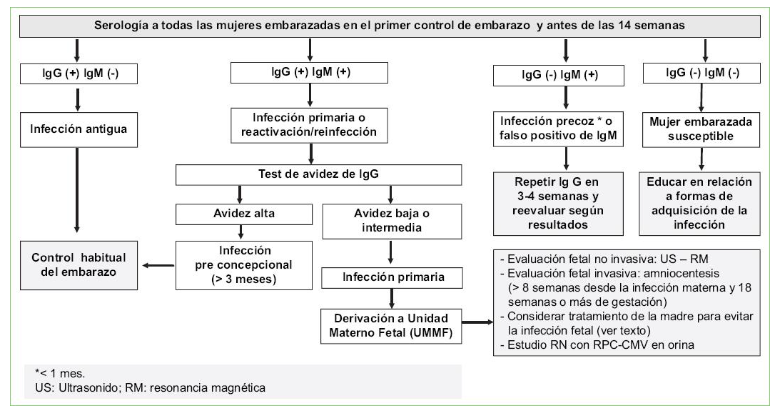 Serología a todas las mujeres embarazadas en el primer control de embarazo y antes de las 14 semanas
IgG (+) IgM (-)
IgG (+) IgM (+)
IgG (-) IgM (+)
IgG (-) IgM (-)
Infección antigua
Infección primaria o
reactivación/reinfección
Infección precoz * o
falso positivo de IgM
Mujer embarazada
susceptible
Test de avidez de IgG
Repetir Ig G en
3-4 semanas y
reevaluar según
resultados
Educar en relación
a formas de
adquisición de la
infección
Avidez alta
Avidez baja o
intermedia
Control habitual
del embarazo
Infección
pre concepcional
(> 3 meses)
Infección primaria
Derivación a Unidad
Materno Fetal (UMMF)
- Evaluación fetal no invasiva: US – RM
- Evaluación fetal invasiva: amniocentesis
(> 8 semanas desde la infección materna y 18
semanas o más de gestación)
- Considerar tratamiento de la madre para evitar
la infección fetal (ver texto)
- Estudio RN con RPC-CMV en orina
*< 1 mes.
US: Ultrasonido; RM: resonancia magnética